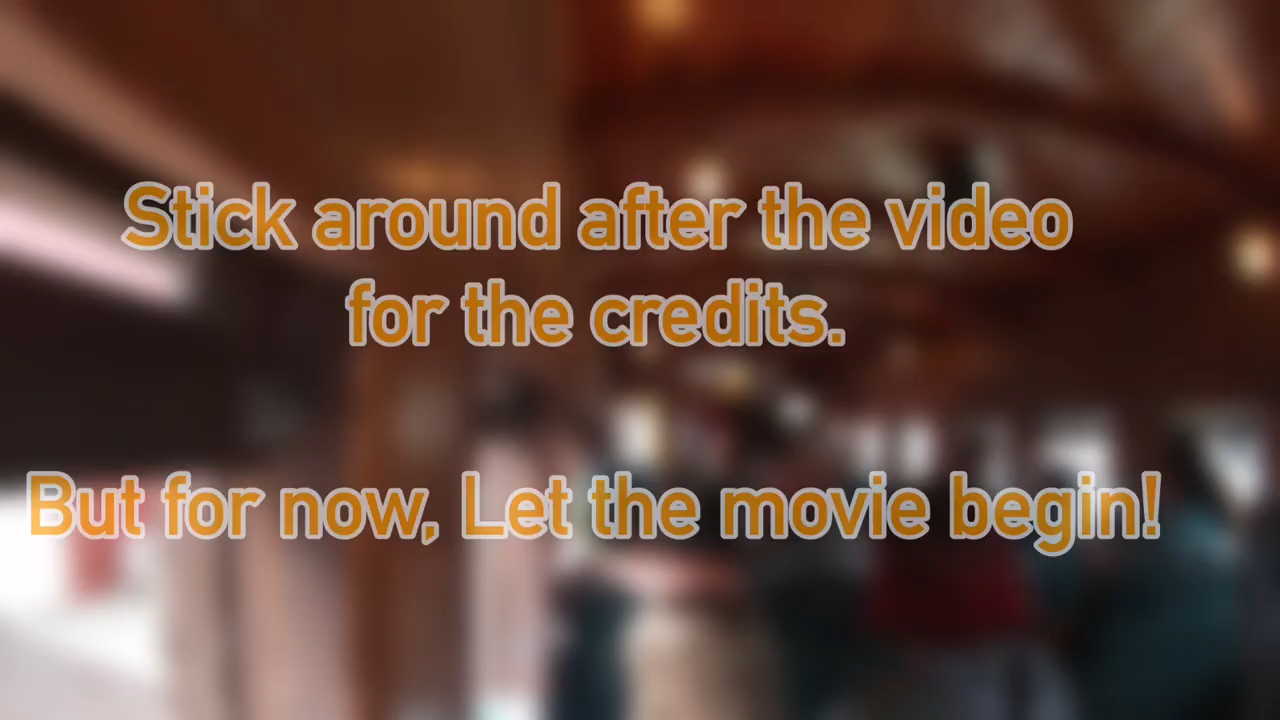 Stick around after the video
for the credits.
But for now, Let the movie begin!